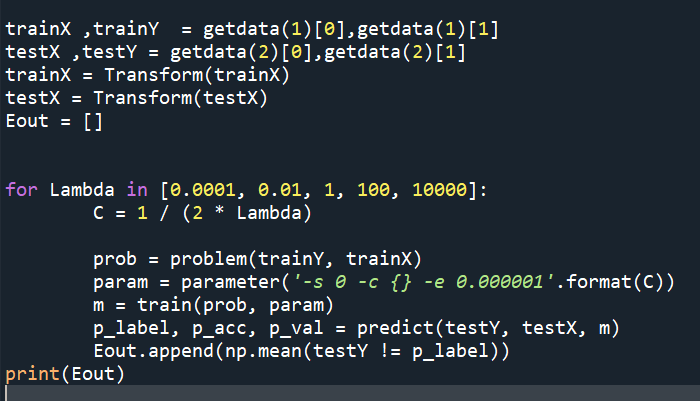 trainX ,trainY  = getdata(1)[0],getdata(1)[1]
testX ,testY = getdata(2)[0],getdata(2)[1]
trainX = Transform(trainX)
testX = Transform(testX)
Eout = []
for Lambda in [0.0001, 0.01, 1, 100, 10000]:
        C = 1 / (2 * Lambda)
        prob = problem(trainY, trainX)
        param = parameter('-s 0 -c {} -e 0.000001'.format(C))
        m = train(prob, param)
        p_label, p_acc, p_val = predict(testY, testX, m)
        Eout.append(np.mean(testY != p_label))
print(Eout)